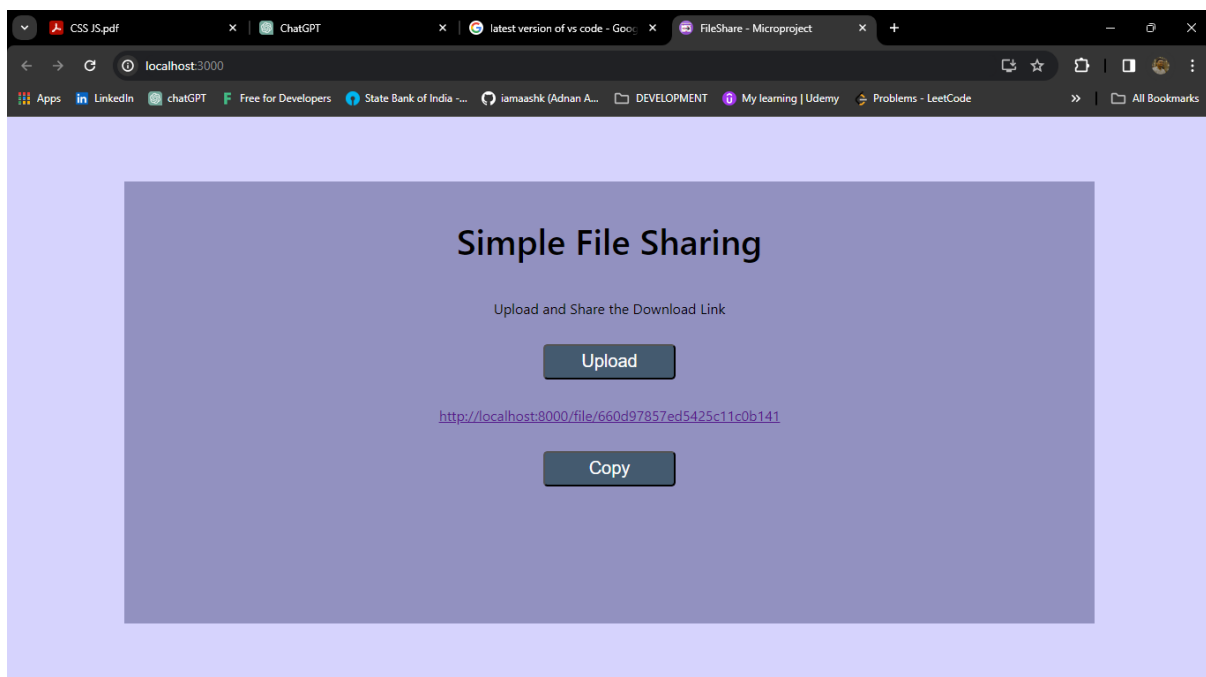 CSS JS.pdf
ChatGPT
latest version of vs code - Goog
FileShare - Microproject
localhost:3000
Apps
LinkedIn
chatGPT
Free for Developers
State Bank of India -...
iamaashk (Adnan A...
DEVELOPMENT
My learning | Udemy
Problems - LeetCode
»
All Bookmarks
Simple File Sharing
Upload and Share the Download Link
Upload
http://localhost:8000/file/660d97857ed5425c11c0b141
Copy